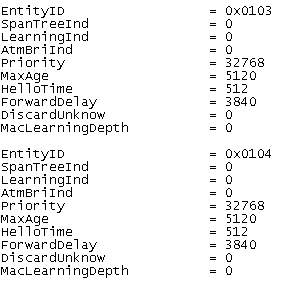 EntityID = 0x0103
SpanTreeInd = 0
LearningInd = 0
AtmBriInd = 0
Priority = 32768
MaxAge = 5120
HelloTime = 512
ForwardDelay = 3840
DiscardUnknow = 0
MacLearningDepth = 0
EntityID = 0x0104
SpanTreeInd = 0
LearningInd = 0
AtmBriInd = 0
Priority = 32768
MaxAge = 5120
HelloTime = 512
ForwardDelay = 3840
DiscardUnknow = 0
MacLearningDepth = 0